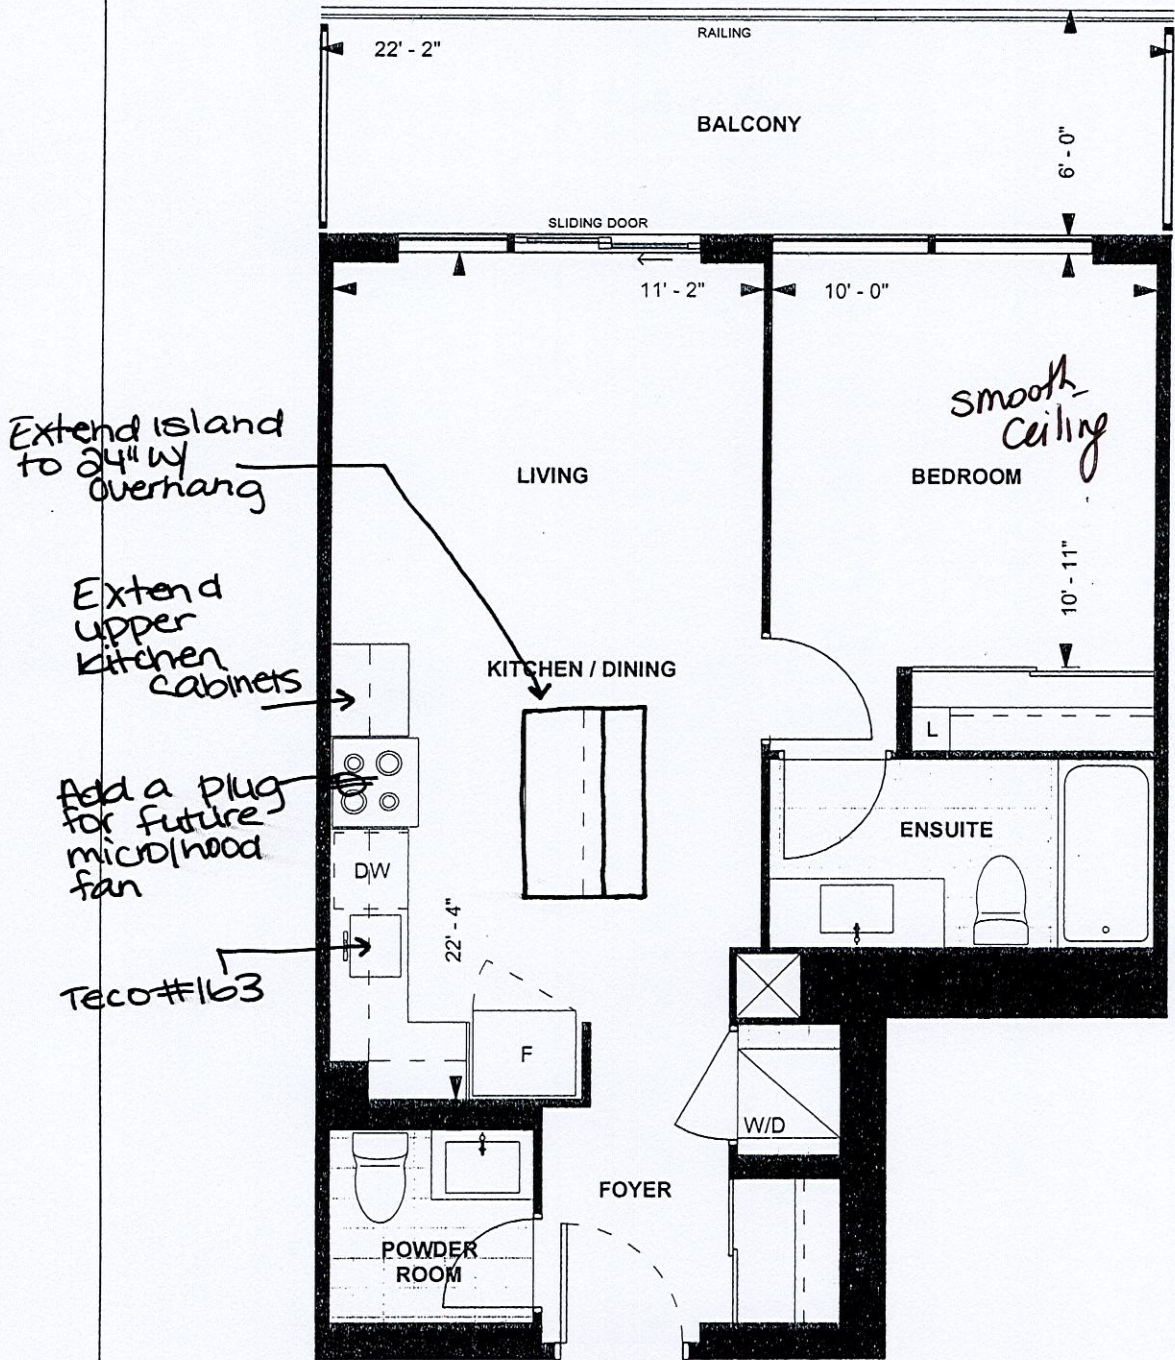 RAILING
22' - 2"
BALCONY
6' - 0"
SLIDING DOOR
11' - 2"
10' - 0"
smooth
ceiling
Extend island
to 24" w/
overhang
LIVING
BEDROOM
10' - 11"
Extend
upper
kitchen
cabinets
KITCHEN / DINING
L
Add a plug
for future
micro/hood
fan
DW
ENSUITE
22' - 4"
Teco#163
F
W/D
FOYER
POWDER
ROOM